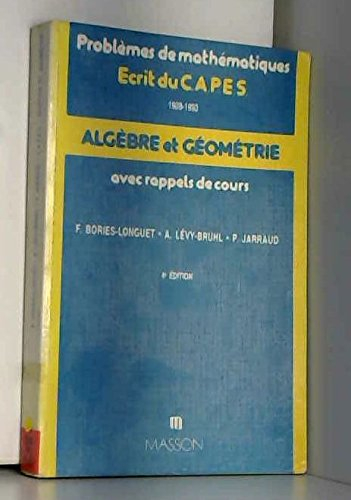 Problèmes de mathématiques
Ecrit du CAPES
ALGÈBRE et GÉOMÉTRIE
avec rappels de cours
F. BORIES-LONGUET - A. LÉVY-BRUHL - P. JARRAUD
ÉDITION
m
MASSON